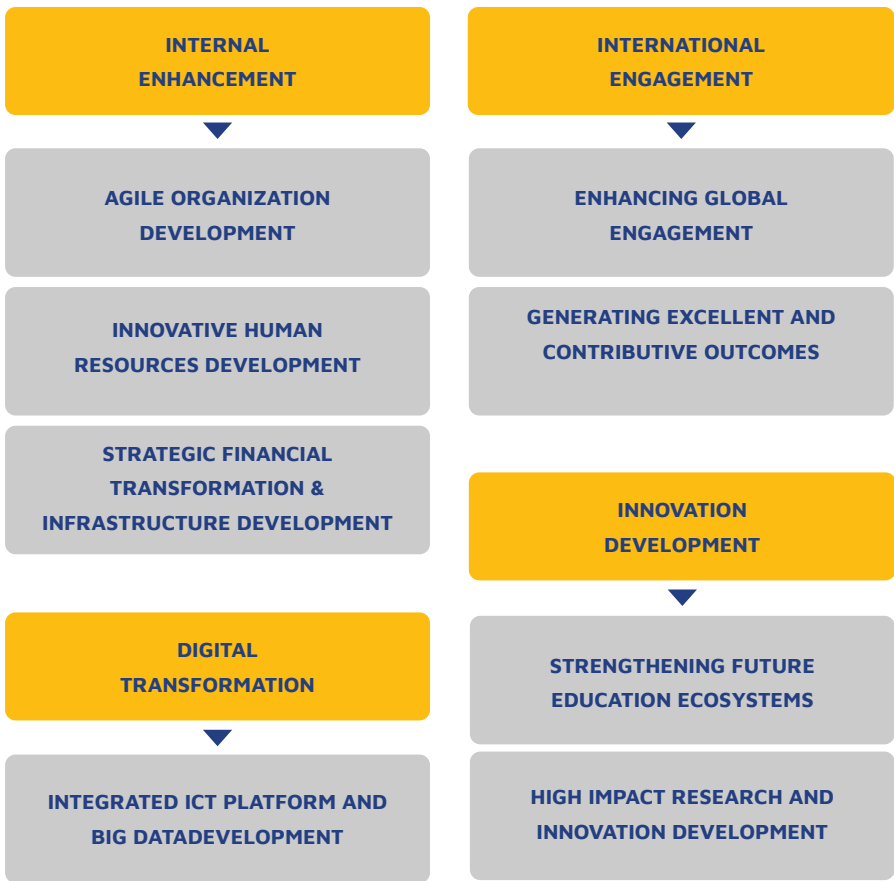 INTERNAL
ENHANCEMENT
AGILE ORGANIZATION
DEVELOPMENT
INNOVATIVE HUMAN
RESOURCES DEVELOPMENT
STRATEGIC FINANCIAL
TRANSFORMATION &
INFRASTRUCTURE DEVELOPMENT
DIGITAL
TRANSFORMATION
INTEGRATED ICT PLATFORM AND
BIG DATADEVELOPMENT
INTERNATIONAL
ENGAGEMENT
ENHANCING GLOBAL
ENGAGEMENT
GENERATING EXCELLENT AND
CONTRIBUTIVE OUTCOMES
INNOVATION
DEVELOPMENT
STRENGTHENING FUTURE
EDUCATION ECOSYSTEMS
HIGH IMPACT RESEARCH AND
INNOVATION DEVELOPMENT